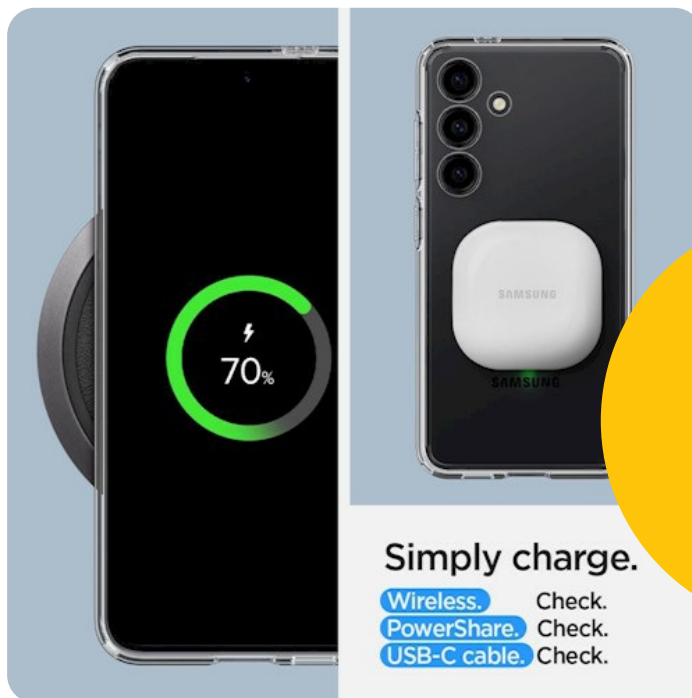 70%
SAMSUNG
SAMSUNG
Simply charge.
Wireless. Check.
PowerShare. Check.
USB-C cable. Check.